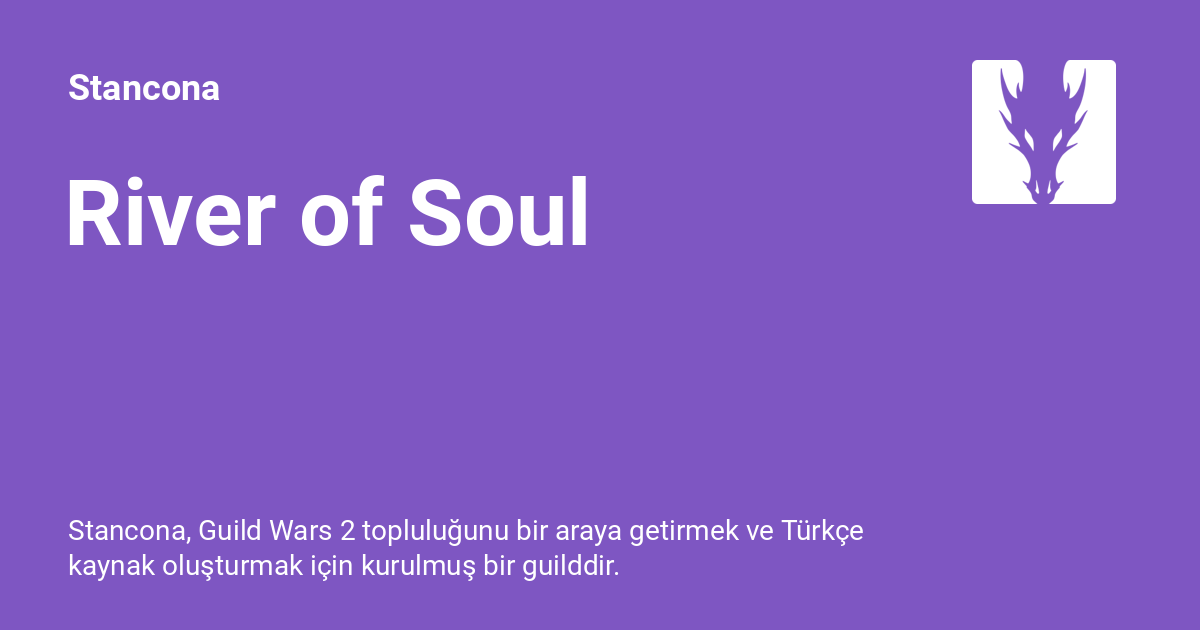 Stancona
River of Soul
Stancona, Guild Wars 2 topluluğunu bir araya getirmek ve Türkçe
kaynak oluşturmak için kurulmuş bir guilddir.